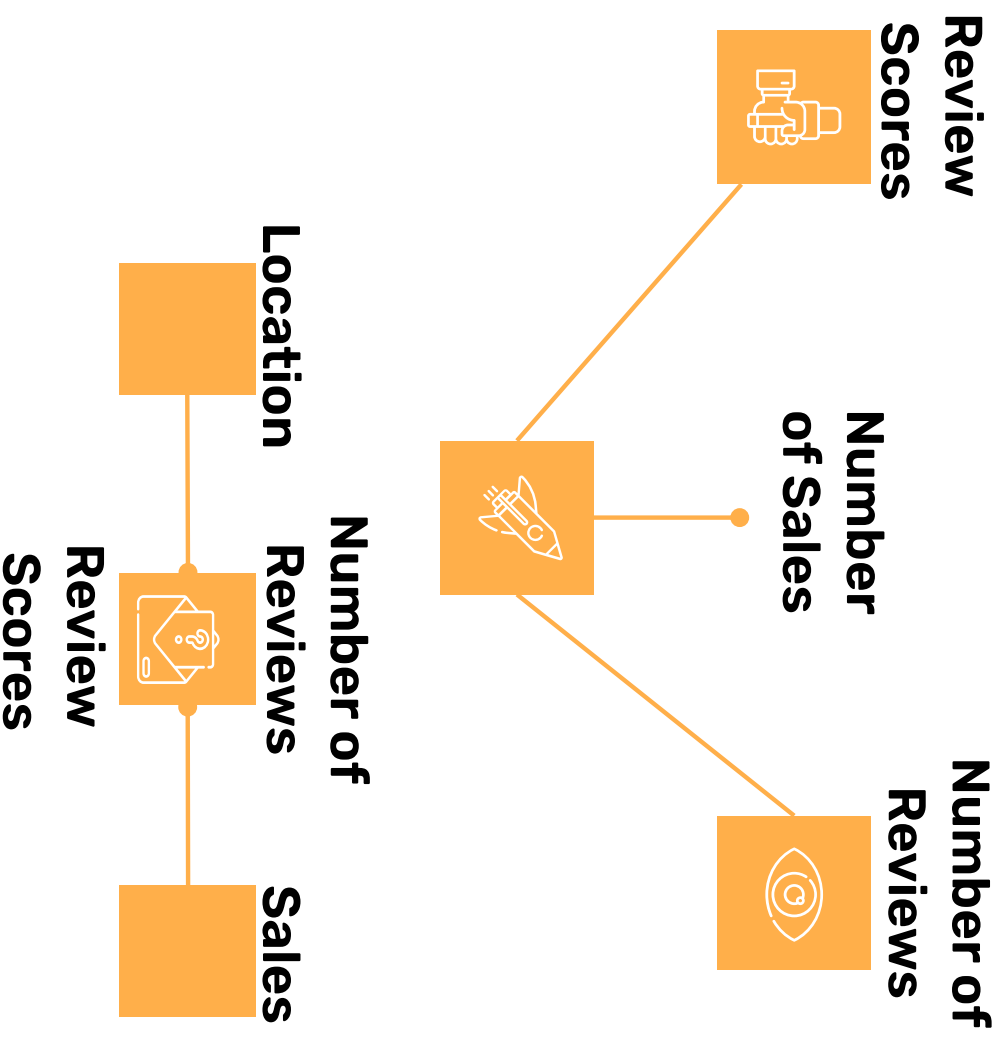 Review
Scores
Number
of Sales
Number of
Reviews
Location
Number of
Reviews
Review
Scores
Sales